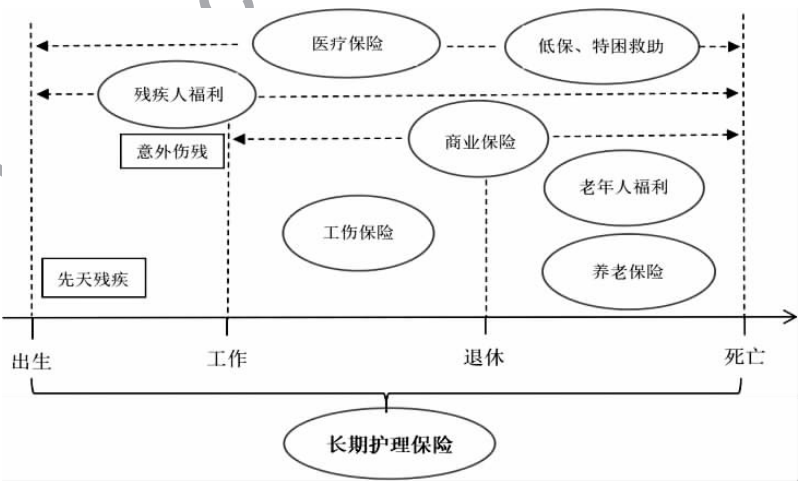 医疗保险
低保、特困救助
残疾人福利
意外伤残
商业保险
老年人福利
工伤保险
养老保险
先天残疾
出生
工作
退休
死亡
长期护理保险